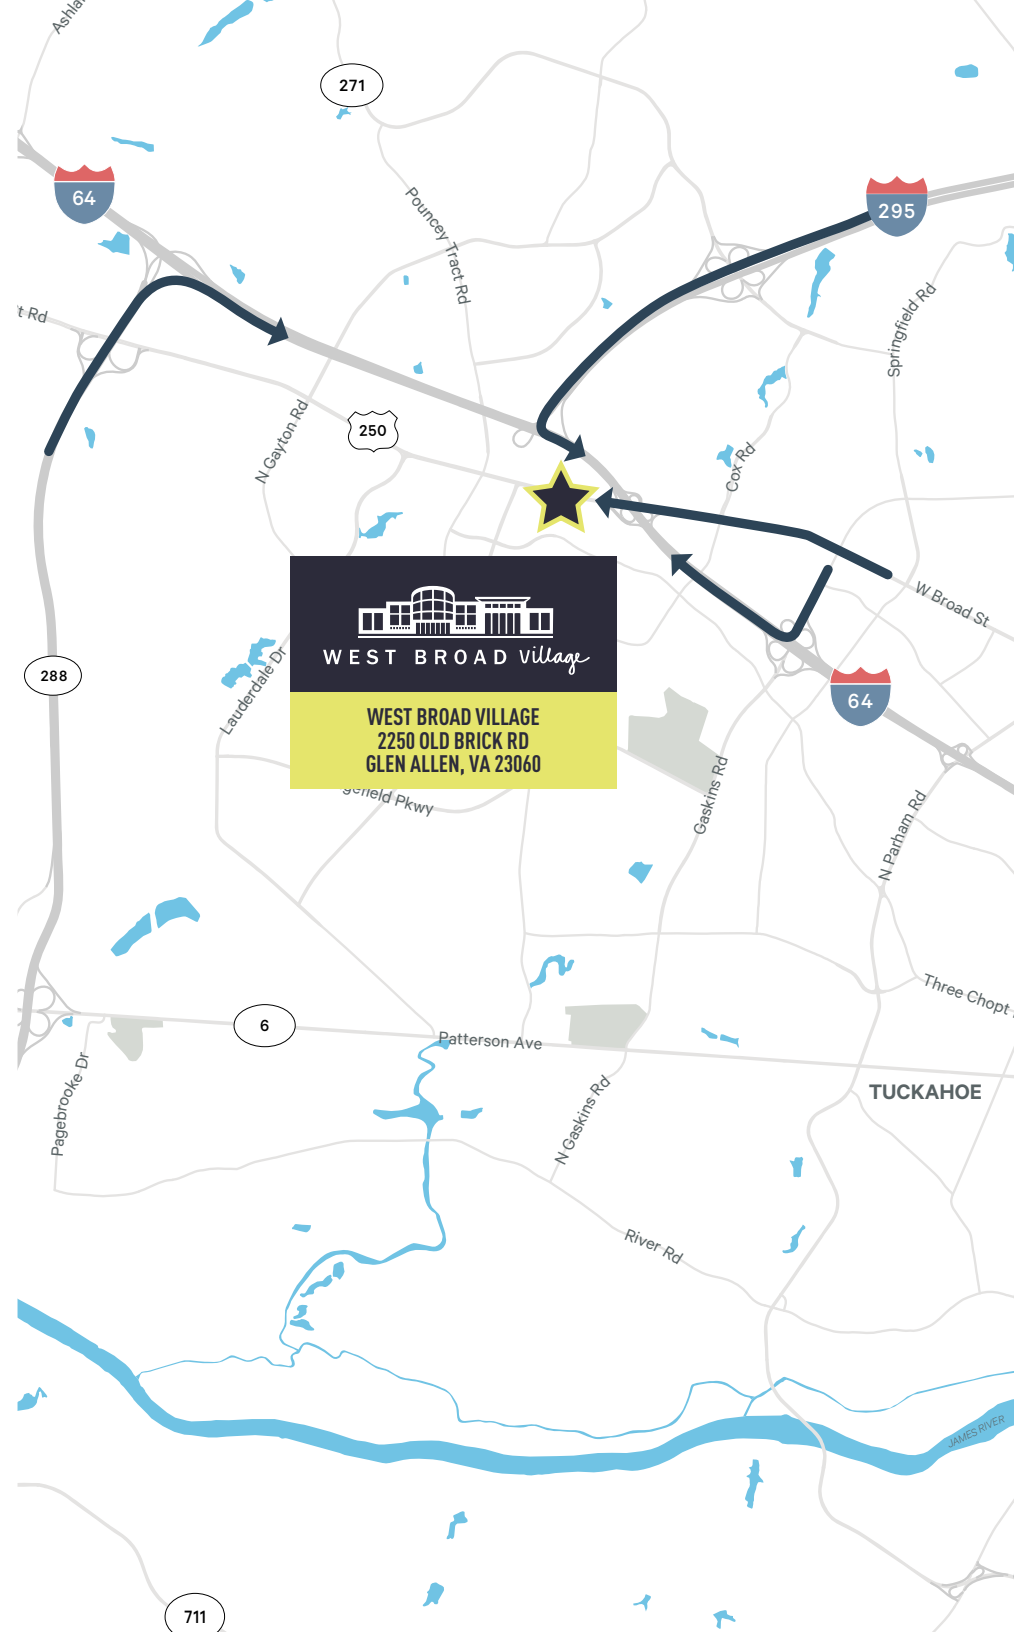 271
64
295
Pouncey Tract Rd
t Rd
Springfield Rd
N Gayton Rd
250
Cox Rd
W Broad St
WEST BROAD Village
WEST BROAD VILLAGE
2250 OLD BRICK RD
GLEN ALLEN, VA 23060
288
Lauderdale Dr
64
gefield Pkwy
Gaskins Rd
N Parham Rd
Three Chopt
6
Patterson Ave
Pagebrooke Dr
N Gaskins Rd
TUCKAHOE
River Rd
JAMES RIVER
711